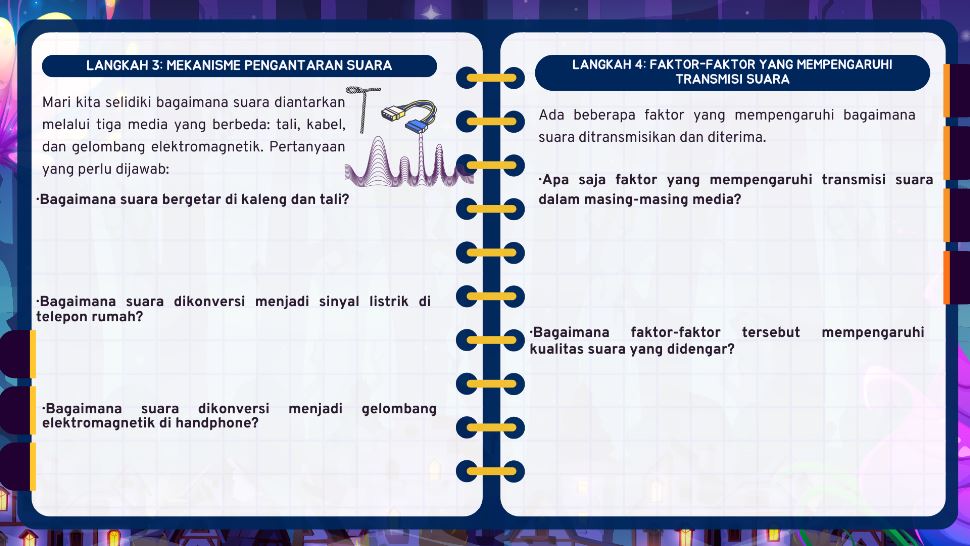 LANGKAH 3: MEKANISME PENGANTARAN SUARA
Mari kita selidiki bagaimana suara diantarkan
melalui tiga media yang berbeda: tali, kabel,
dan gelombang elektromagnetik. Pertanyaan
yang perlu dijawab:
·Bagaimana suara bergetar di kaleng dan tali?
·Bagaimana suara dikonversi menjadi sinyal listrik di
telepon rumah?
·Bagaimana suara dikonversi menjadi gelombang
elektromagnetik di handphone?
LANGKAH 4: FAKTOR-FAKTOR YANG MEMPENGARUHI
TRANSMISI SUARA
Ada beberapa faktor yang mempengaruhi bagaimana
suara ditransmisikan dan diterima.
·Apa saja faktor yang mempengaruhi transmisi suara
dalam masing-masing media?
·Bagaimana faktor-faktor tersebut mempengaruhi
kualitas suara yang didengar?